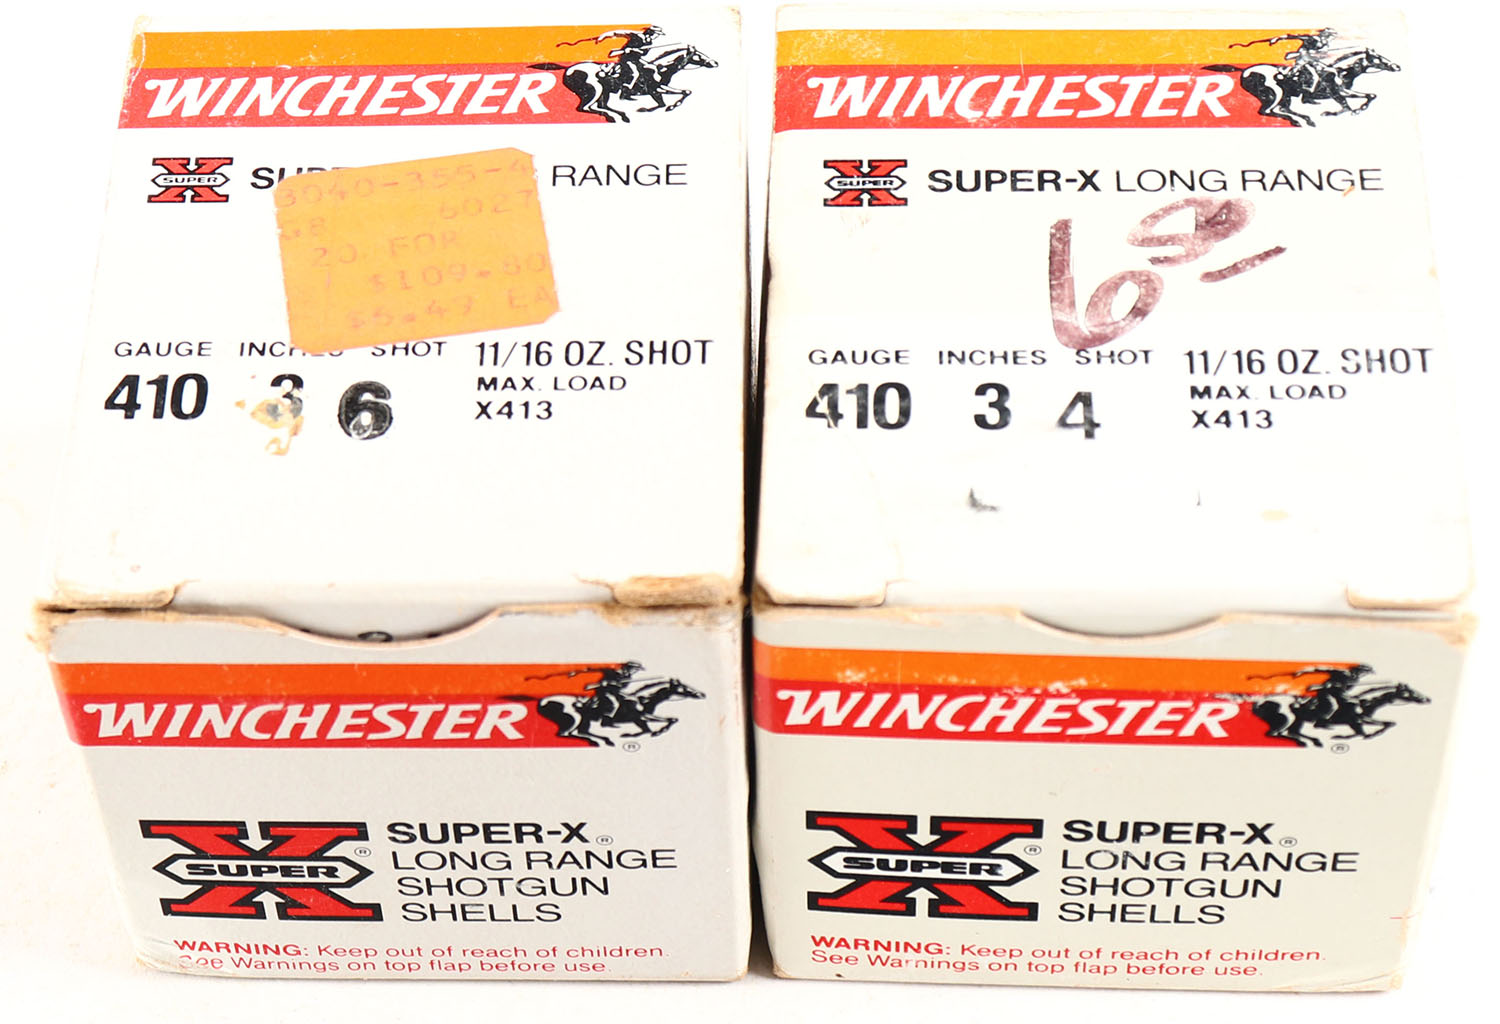 WINCHESTER
X SUPER
RANGE
3040-355-4
G8 6027
20 FOR
$109.80
$5.49 EA
GAUGE INCHES SHOT 11/16 OZ. SHOT
410 3 6 MAX. LOAD
X413
WINCHESTER
X SUPER
SUPER-X LONG RANGE
6
GAUGE INCHES SHOT 11/16 OZ. SHOT
410 3 4 MAX. LOAD
X413
WINCHESTER ®
X SUPER ®
SUPER-X®
LONG RANGE
SHOTGUN
SHELLS
WARNING: Keep out of reach of children.
See Warnings on top flap before use.
WINCHESTER ®
X SUPER ®
SUPER-X®
LONG RANGE
SHOTGUN
SHELLS
WARNING: Keep out of reach of children.
See Warnings on top flap before use.